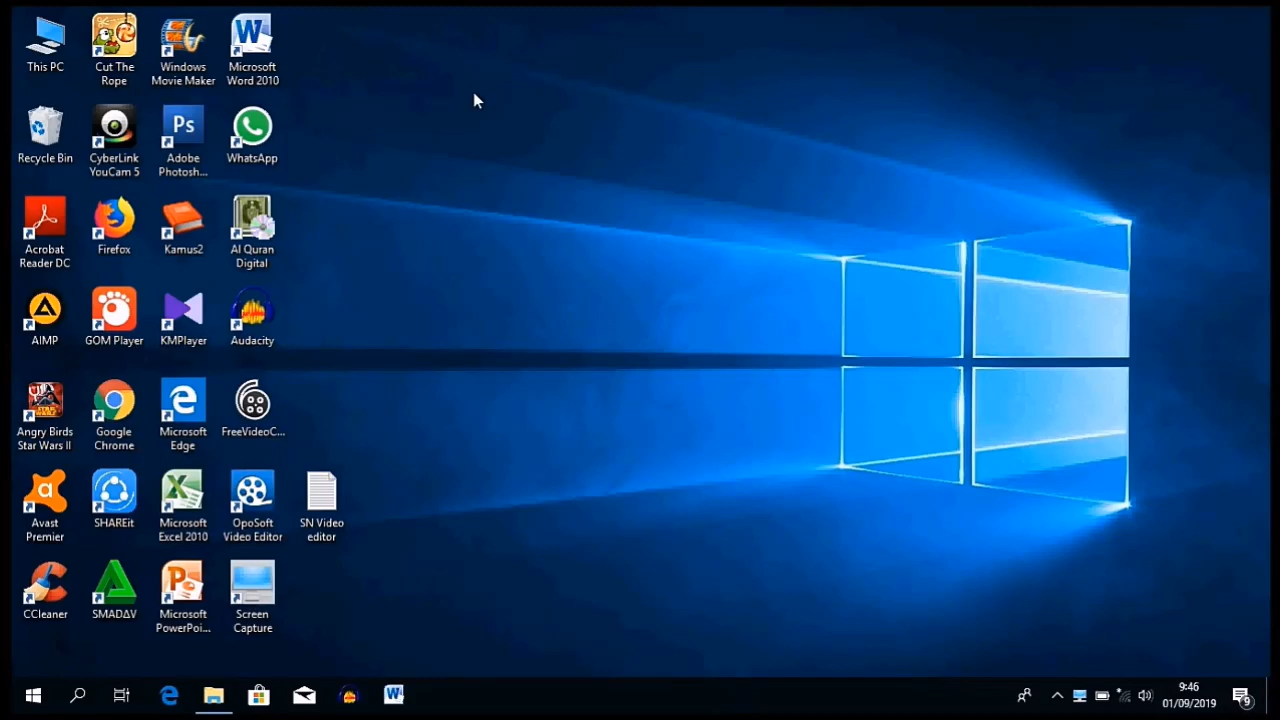 This PC
Cut The
Rope
Windows
Movie Maker
Microsoft
Word 2010
Recycle Bin
CyberLink
YouCam 5
Ps
Adobe
Photosh...
WhatsApp
Acrobat
Reader DC
Firefox
Kamus2
Al Quran
Digital
AIMP
GOM Player
KMPlayer
Audacity
Angry Birds
Star Wars II
Google
Chrome
Microsoft
Edge
FreeVideoC...
Avast
Premier
SHAREit
Microsoft
Excel 2010
OpoSoft
Video Editor
SN Video
editor
CCleaner
SMADΔV
Microsoft
PowerPoi...
Screen
Capture
9:46
01/09/2019
9